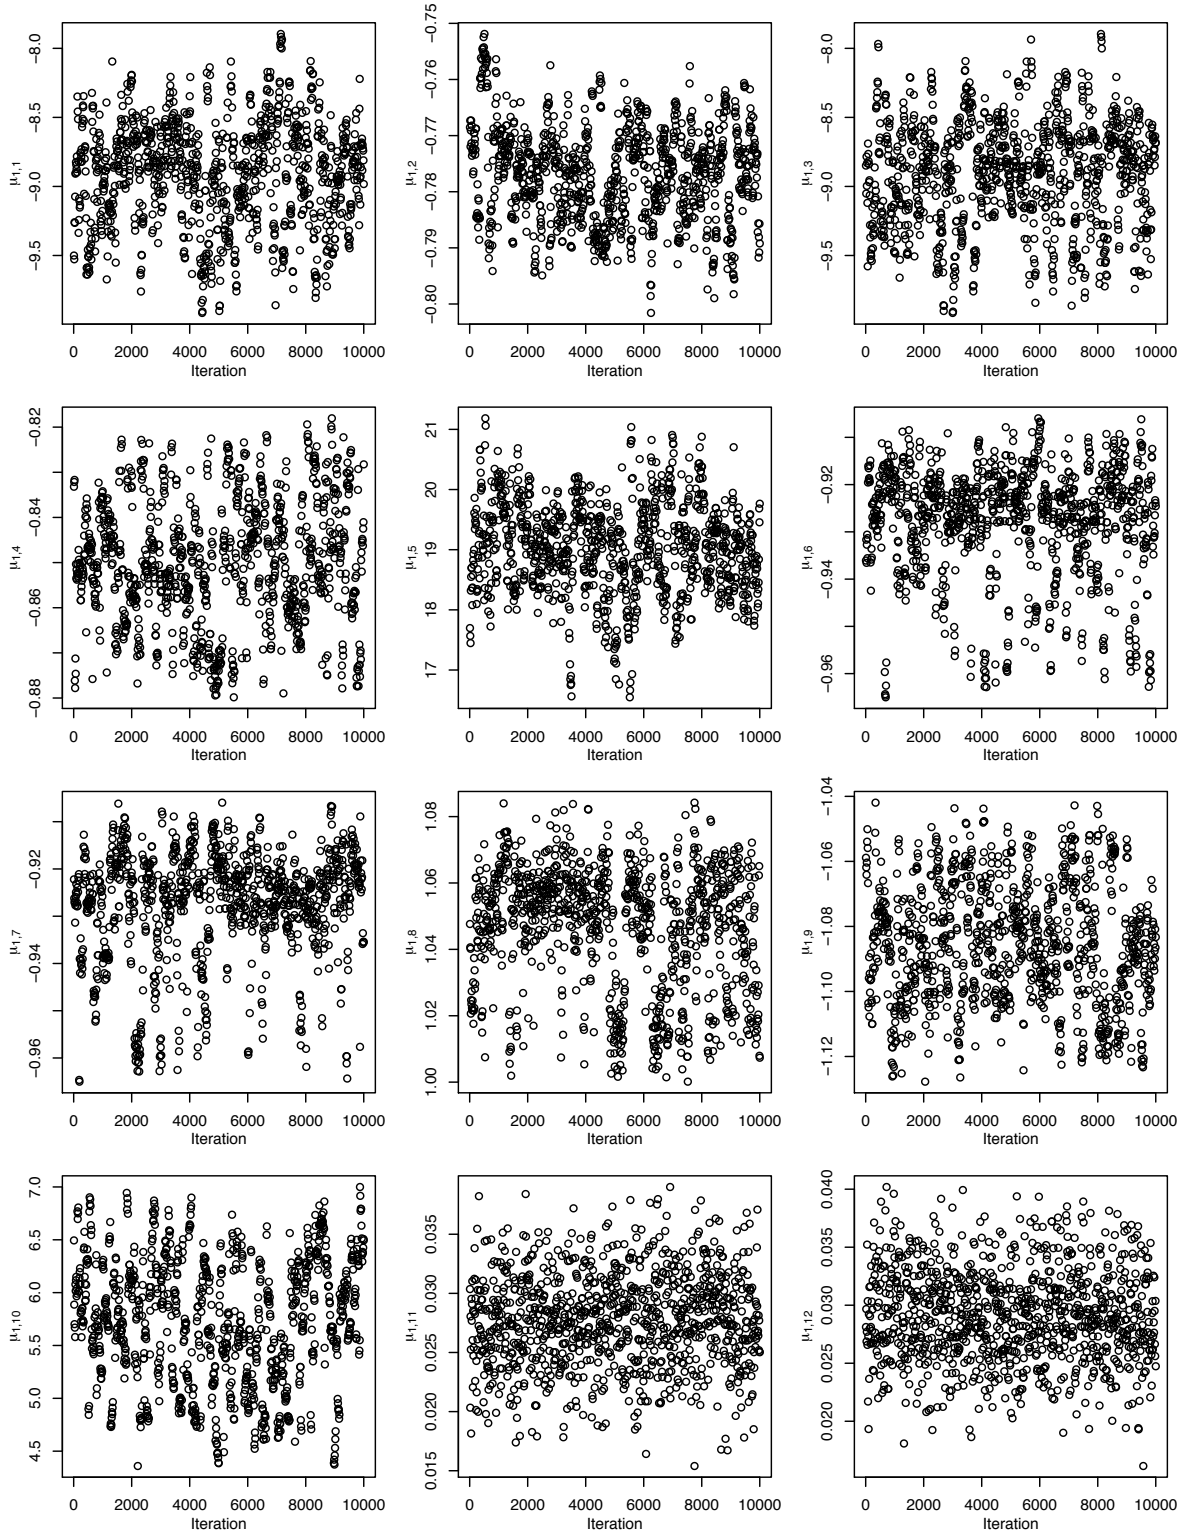 −8.0
−8.5
−9.0
−9.5
μ1,1
0 2000 4000 6000 8000 10000
Iteration
−0.75
−0.76
−0.77
−0.78
−0.79
−0.80
μ1,2
0 2000 4000 6000 8000 10000
Iteration
−8.0
−8.5
−9.0
−9.5
μ1,3
0 2000 4000 6000 8000 10000
Iteration
−0.82
−0.84
−0.86
−0.88
μ1,4
0 2000 4000 6000 8000 10000
Iteration
21
20
19
18
17
μ1,5
0 2000 4000 6000 8000 10000
Iteration
−0.92
−0.94
−0.96
μ1,6
0 2000 4000 6000 8000 10000
Iteration
−0.92
−0.94
−0.96
μ1,7
0 2000 4000 6000 8000 10000
Iteration
1.08
1.06
1.04
1.02
1.00
μ1,8
0 2000 4000 6000 8000 10000
Iteration
−1.04
−1.06
−1.08
−1.10
−1.12
μ1,9
0 2000 4000 6000 8000 10000
Iteration
7.0
6.5
6.0
5.5
5.0
4.5
μ1,10
0 2000 4000 6000 8000 10000
Iteration
0.035
0.030
0.025
0.020
0.015
μ1,11
0 2000 4000 6000 8000 10000
Iteration
0.040
0.035
0.030
0.025
0.020
μ1,12
0 2000 4000 6000 8000 10000
Iteration